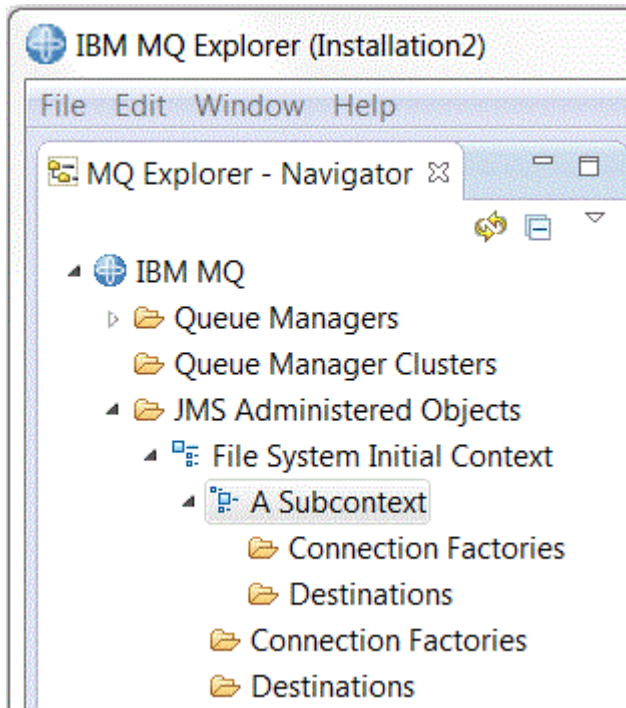 IBM MQ Explorer (Installation2)
File Edit Window Help
MQ Explorer - Navigator
IBM MQ
Queue Managers
Queue Manager Clusters
JMS Administered Objects
File System Initial Context
A Subcontext
Connection Factories
Destinations
Connection Factories
Destinations